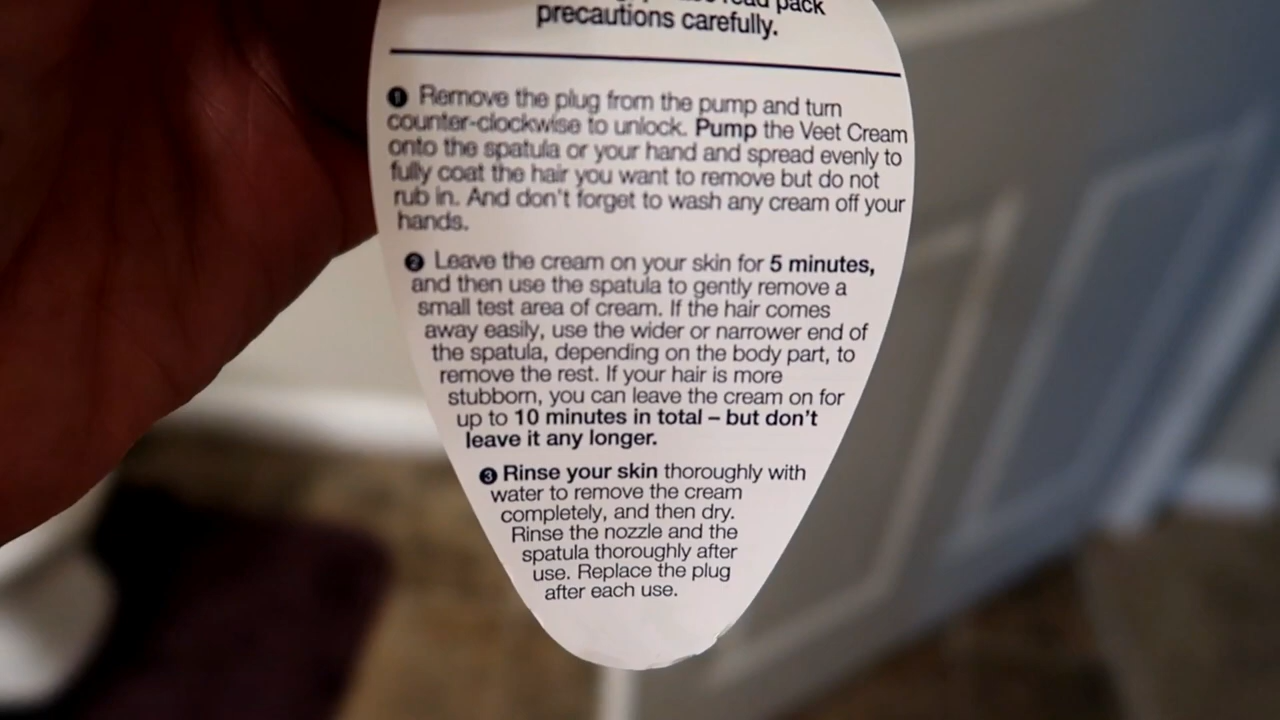 read pack
precautions carefully.
1 Remove the plug from the pump and turn
counter-clockwise to unlock. Pump the Veet Cream
onto the spatula or your hand and spread evenly to
fully coat the hair you want to remove but do not
rub in. And don't forget to wash any cream off your
hands.
2 Leave the cream on your skin for 5 minutes,
and then use the spatula to gently remove a
small test area of cream. If the hair comes
away easily, use the wider or narrower end of
the spatula, depending on the body part, to
remove the rest. If your hair is more
stubborn, you can leave the cream on for
up to 10 minutes in total – but don't
leave it any longer.
3 Rinse your skin thoroughly with
water to remove the cream
completely, and then dry.
Rinse the nozzle and the
spatula thoroughly after
use. Replace the plug
after each use.